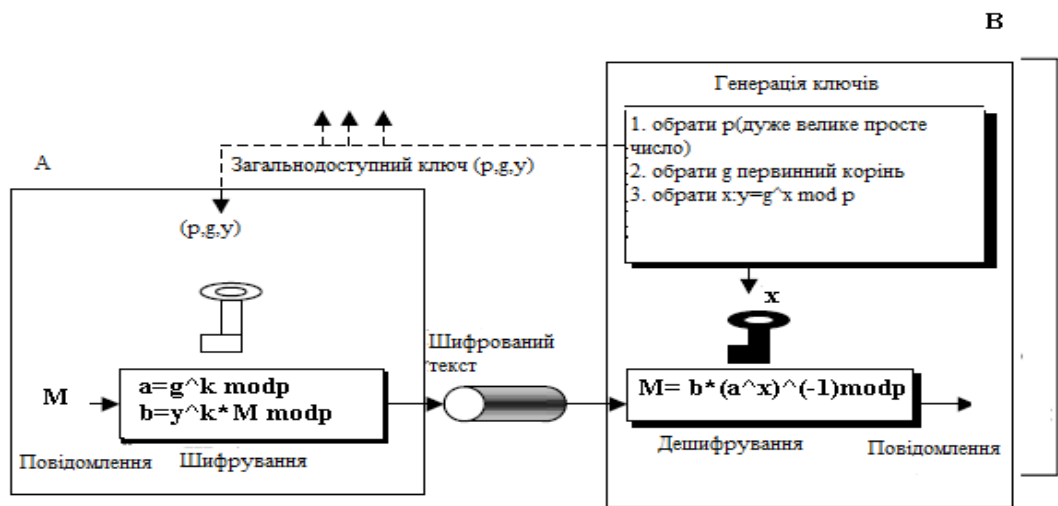 B
Генерація ключів
1. обрати p(дуже велике просте
число)
2. обрати g первинний корінь
3. обрати x:y=g^x mod p
A
Загальнодоступний ключ (p,g,y)
(p,g,y)
x
Шифрований
текст
M
a=g^k modp
b=y^k*M modp
M= b*(a^x)^(-1)modp
Повідомлення
Шифрування
Дешифрування
Повідомлення